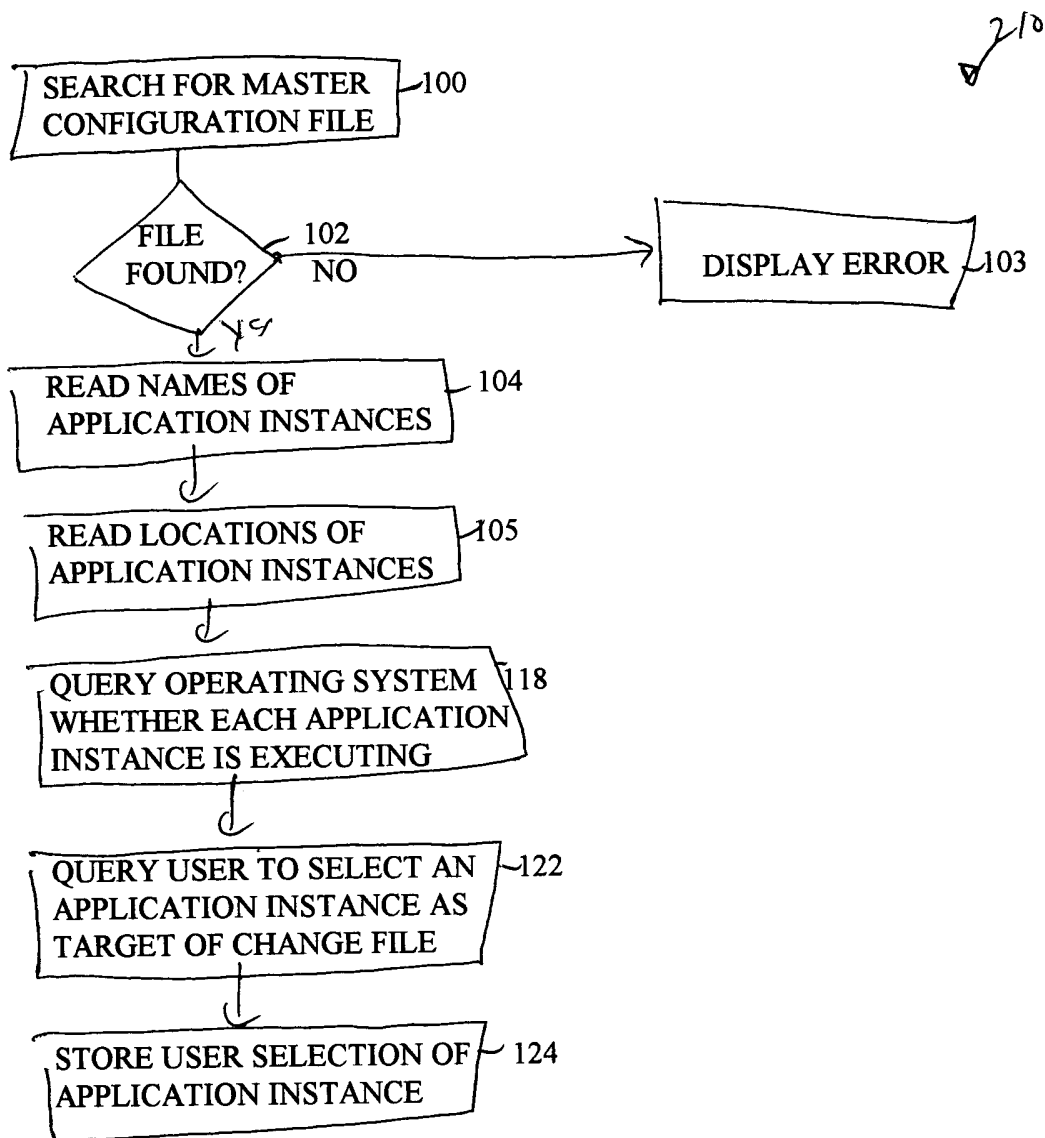 210
SEARCH FOR MASTER
CONFIGURATION FILE
100
FILE
FOUND?
102
NO
DISPLAY ERROR
103
Yes
READ NAMES OF
APPLICATION INSTANCES
104
READ LOCATIONS OF
APPLICATION INSTANCES
105
QUERY OPERATING SYSTEM
WHETHER EACH APPLICATION
INSTANCE IS EXECUTING
118
QUERY USER TO SELECT AN
APPLICATION INSTANCE AS
TARGET OF CHANGE FILE
122
STORE USER SELECTION OF
APPLICATION INSTANCE
124